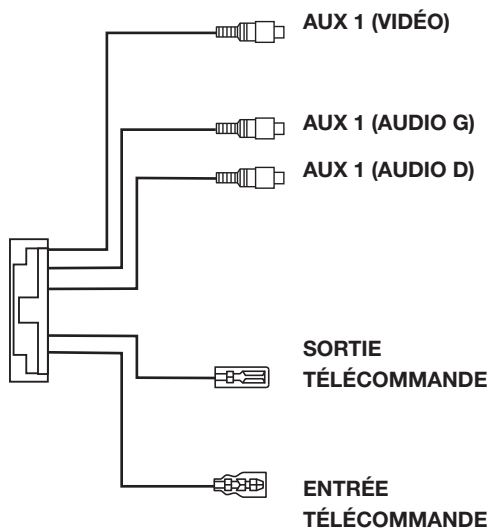 AUX 1 (VIDÉO)
AUX 1 (AUDIO G)
AUX 1 (AUDIO D)
SORTIE
TÉLÉCOMMANDE
ENTRÉE
TÉLÉCOMMANDE